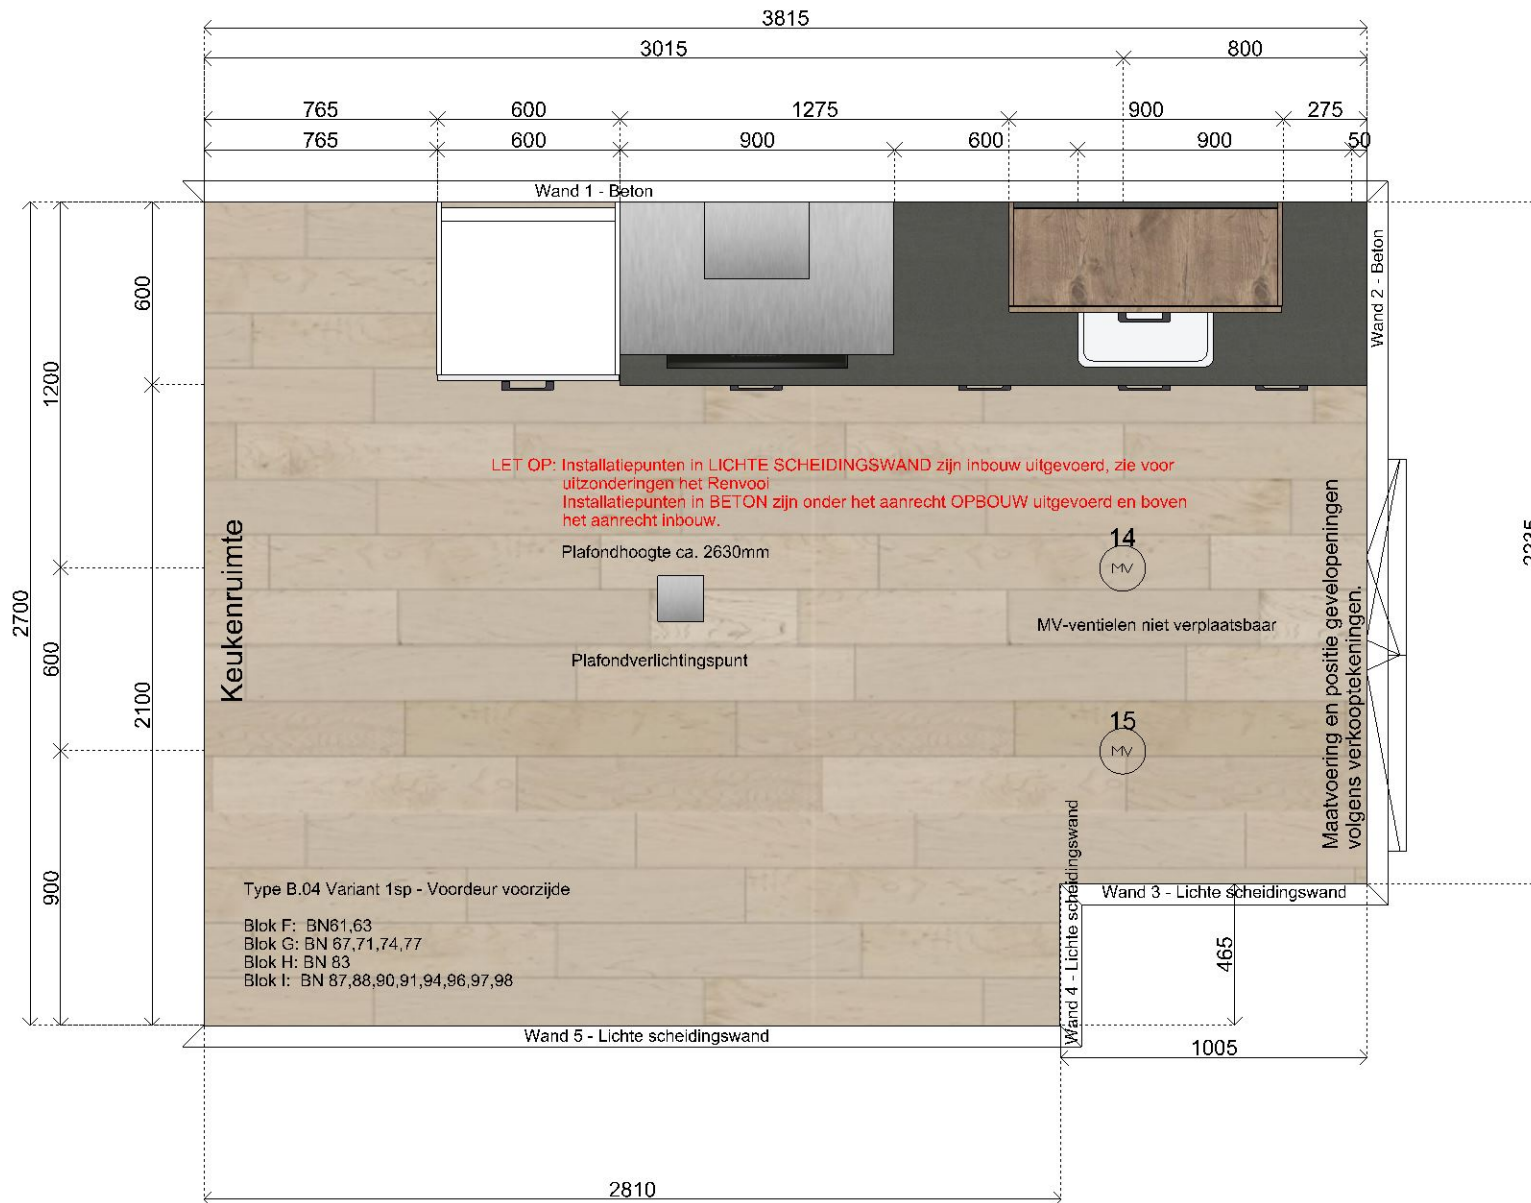 3815
3015 800
765 600 1275 900 275
765 600 900 600 900 50
Wand 1 - Beton
Wand 2 - Beton
600
1200
2700
600
2100
900
2235
LET OP: Installatiepunten in LICHTE SCHEIDINGSWAND zijn inbouw uitgevoerd, zie voor
uitzonderingen het Renvooi
Installatiepunten in BETON zijn onder het aanrecht OPBOUW uitgevoerd en boven
het aanrecht inbouw.
Keukenruimte
Plafondhoogte ca. 2630mm
14
MV
MV-ventielen niet verplaatsbaar
Plafondverlichtingspunt
15
MV
Maatvoering en positie gevelopeningen
volgens verkooptekeningen.
Type B.04 Variant 1sp - Voordeur voorzijde
Blok F: BN61,63
Blok G: BN 67,71,74,77
Blok H: BN 83
Blok I: BN 87,88,90,91,94,96,97,98
Wand 3 - Lichte scheidingswand
Wand 4 - Lichte scheidingswand
465
Wand 5 - Lichte scheidingswand
1005
2810